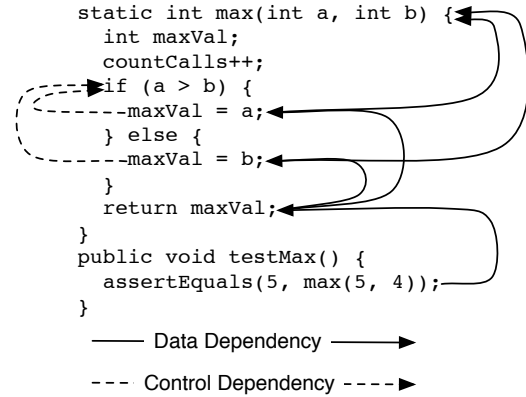 static int max(int a, int b) {
int maxVal;
countCalls++;
if (a > b) {
maxVal = a;
} else {
maxVal = b;
}
return maxVal;
}
public void testMax() {
assertEquals(5, max(5, 4));
}
Data Dependency
Control Dependency